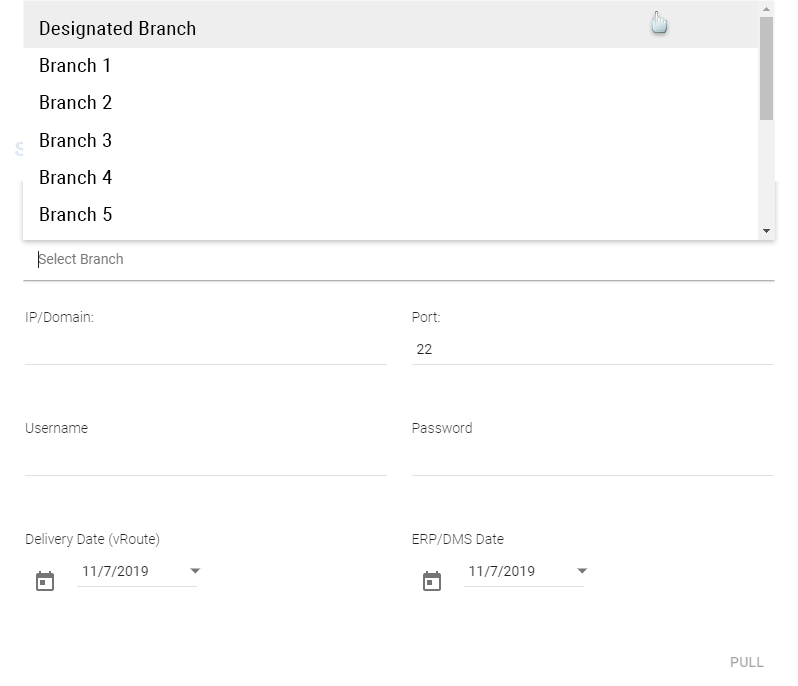 Designated Branch
Branch 1
Branch 2
Branch 3
Branch 4
Branch 5
Select Branch
IP/Domain: Port:
22
Username Password
Delivery Date (vRoute) ERP/DMS Date
11/7/2019 11/7/2019
PULL